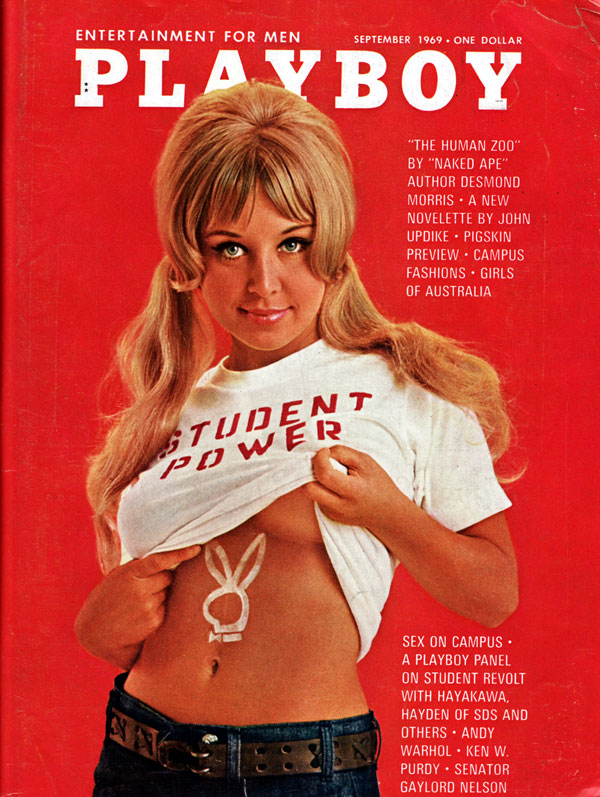 ENTERTAINMENT FOR MEN
SEPTEMBER 1969 • ONE DOLLAR
PLAYBOY
"THE HUMAN ZOO"
BY "NAKED APE"
AUTHOR DESMOND
MORRIS • A NEW
NOVELETTE BY JOHN
UPDIKE • PIGSKIN
PREVIEW • CAMPUS
FASHIONS • GIRLS
OF AUSTRALIA
STUDENT
POWER
SEX ON CAMPUS •
A PLAYBOY PANEL
ON STUDENT REVOLT
WITH HAYAKAWA,
HAYDEN OF SDS AND
OTHERS • ANDY
WARHOL • KEN W.
PURDY • SENATOR
GAYLORD NELSON